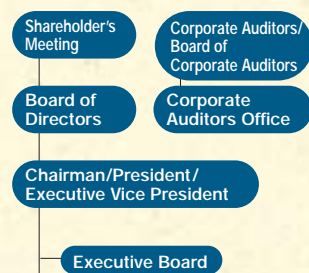 Shareholder's
Meeting
Corporate Auditors/
Board of
Corporate Auditors
Board of
Directors
Corporate
Auditors Office
Chairman/President/
Executive Vice President
Executive Board